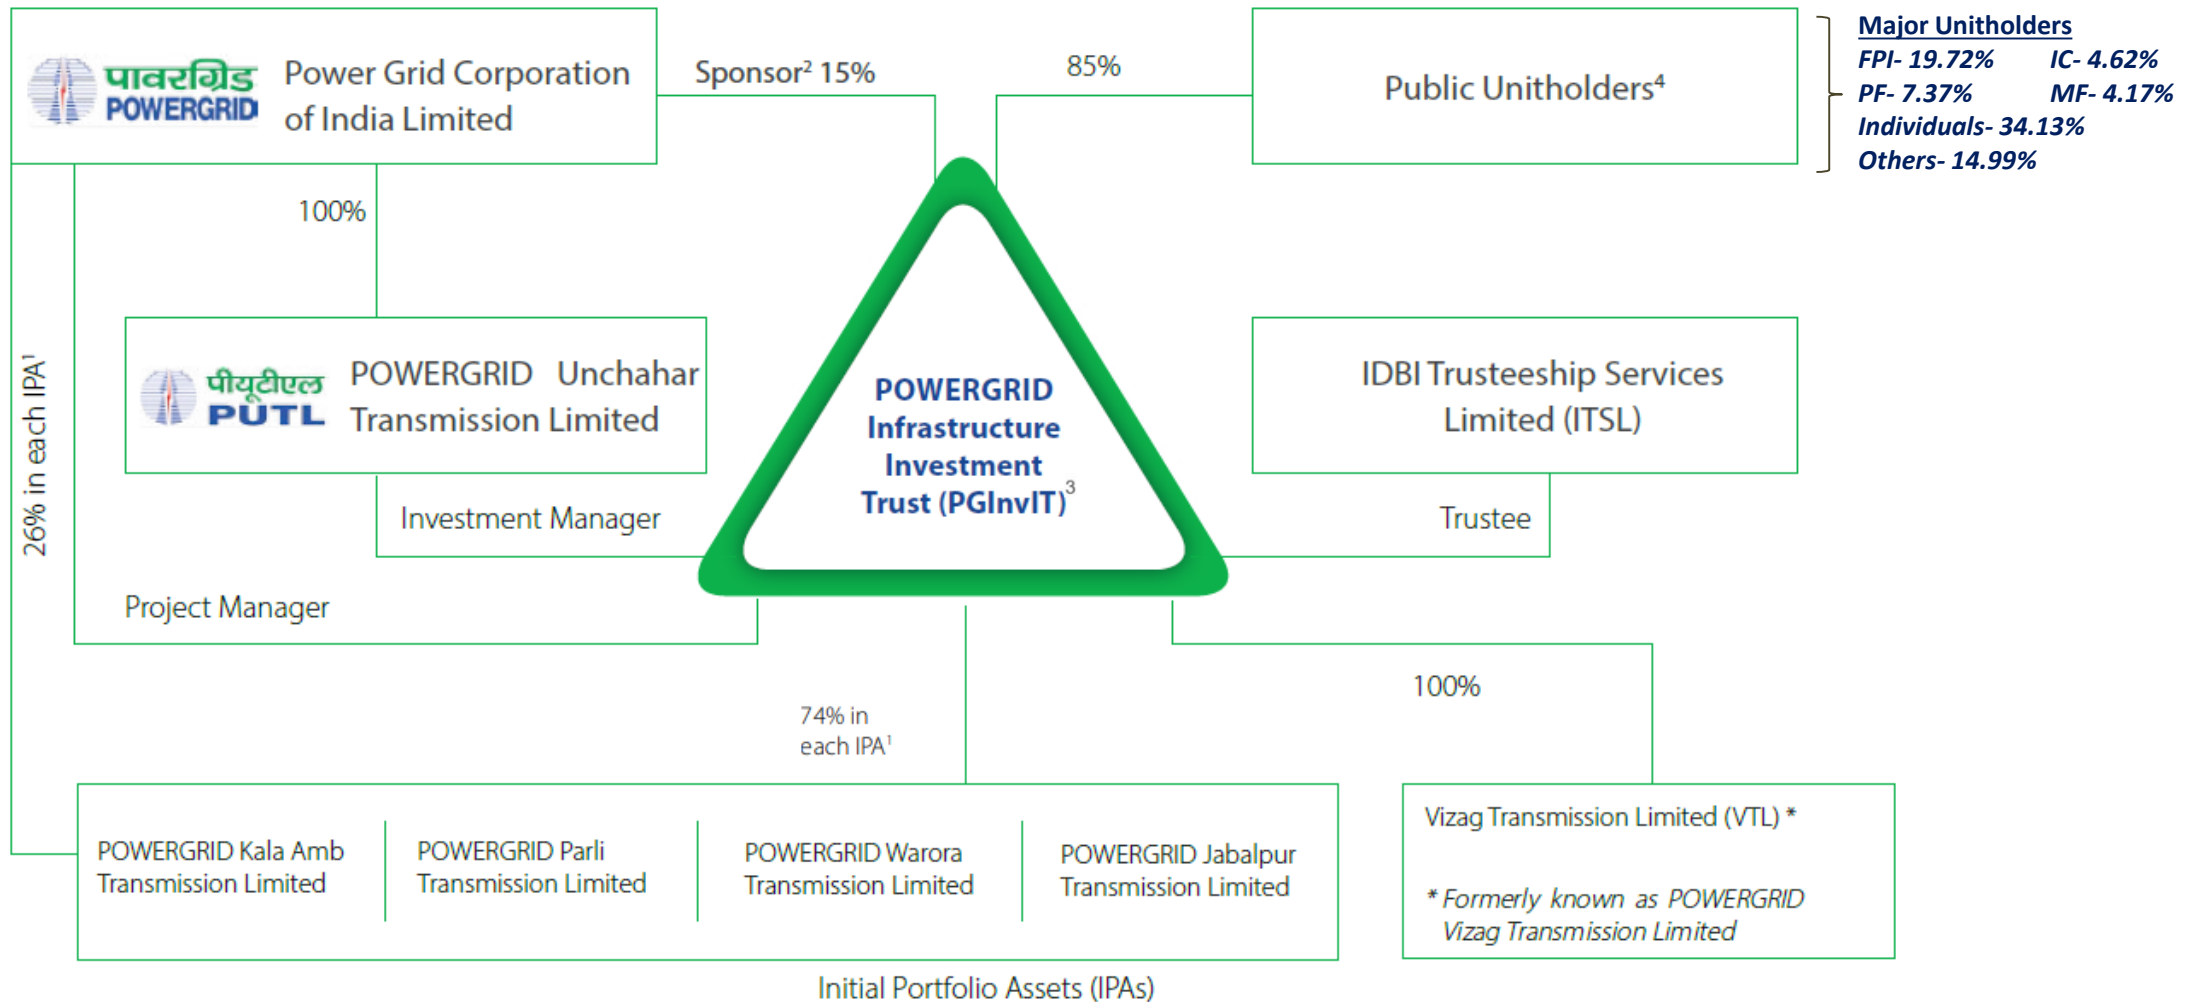 पावरग्रिड
POWERGRID
Power Grid Corporation
of India Limited
Sponsor² 15%
85%
Public Unitholders⁴
Major Unitholders
FPI- 19.72% IC- 4.62%
PF- 7.37% MF- 4.17%
Individuals- 34.13%
Others- 14.99%
100%
26% in each IPA¹
पीयूटीएल
PUTL
POWERGRID Unchahar
Transmission Limited
POWERGRID
Infrastructure
Investment
Trust (PGInvIT)³
IDBI Trusteeship Services
Limited (ITSL)
Investment Manager
Trustee
Project Manager
74% in
each IPA¹
100%
POWERGRID Kala Amb
Transmission Limited
POWERGRID Parli
Transmission Limited
POWERGRID Warora
Transmission Limited
POWERGRID Jabalpur
Transmission Limited
Vizag Transmission Limited (VTL) *
* Formerly known as POWERGRID
Vizag Transmission Limited
Initial Portfolio Assets (IPAs)